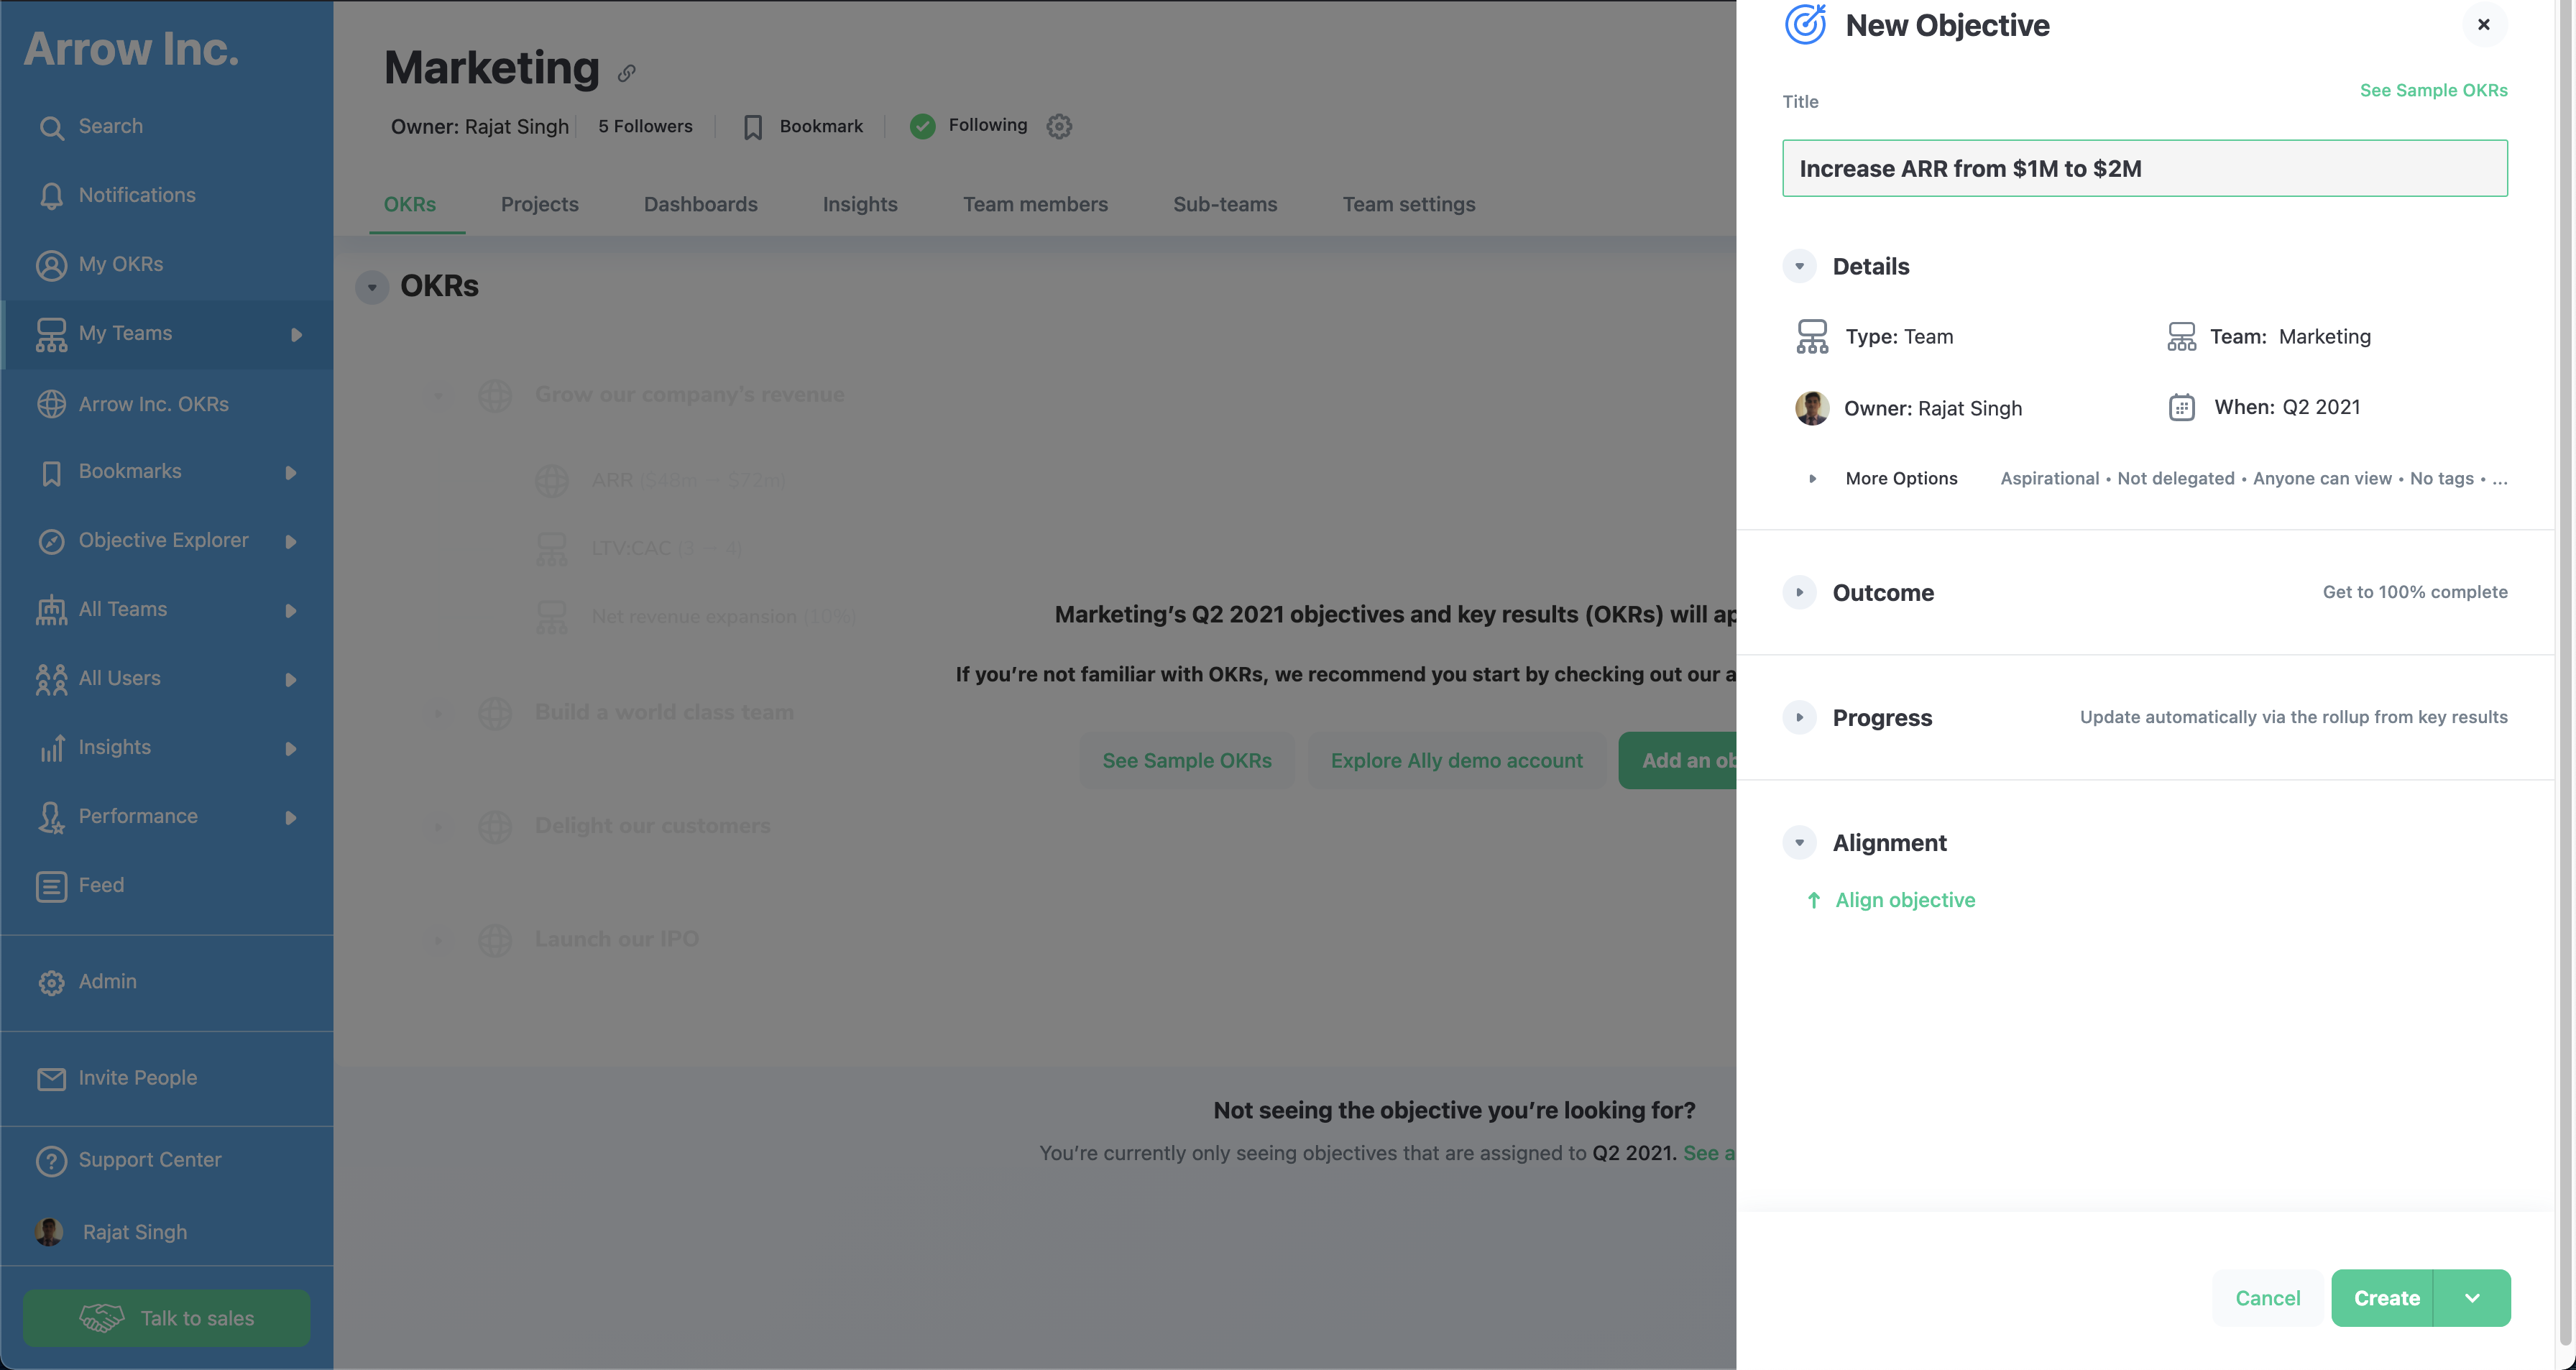 Arrow Inc.
Search
Notifications
My OKRs
My Teams
Arrow Inc. OKRs
Bookmarks
Objective Explorer
All Teams
All Users
Insights
Performance
Feed
Admin
Invite People
Support Center
Rajat Singh
Talk to sales
Marketing
Owner: Rajat Singh
5 Followers
Bookmark
Following
OKRs
Projects
Dashboards
Insights
Team members
Sub-teams
Team settings
OKRs
Grow our company's revenue
ARR ($48m → $72m)
LTV:CAC (3 → 4)
Net revenue expansion (10%)
Marketing’s Q2 2021 objectives and key results (OKRs) will ap
If you’re not familiar with OKRs, we recommend you start by checking out our a
Build a world class team
See Sample OKRs
Explore Ally demo account
Add an ob
Delight our customers
Launch our IPO
Not seeing the objective you’re looking for?
You’re currently only seeing objectives that are assigned to Q2 2021. See a
New Objective
See Sample OKRs
Title
Increase ARR from $1M to $2M
Details
Type: Team
Team: Marketing
Owner: Rajat Singh
When: Q2 2021
More Options
Aspirational • Not delegated • Anyone can view • No tags • ...
Outcome
Get to 100% complete
Progress
Update automatically via the rollup from key results
Alignment
Align objective
Cancel
Create